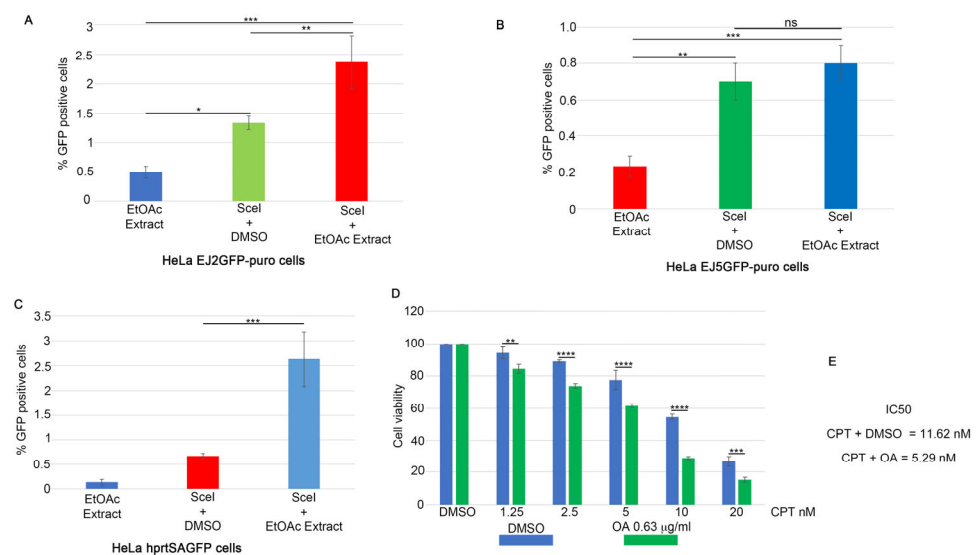 A
% GFP positive cells
3
2.5
2
1.5
1
0.5
0
***
**
*
EtOAc
Extract
SceI
+
DMSO
SceI
+
EtOAc Extract
HeLa EJ2GFP-puro cells
B
% GFP positive cells
1.0
0.8
0.6
0.4
0.2
0
ns
***
**
EtOAc
Extract
SceI
+
DMSO
SceI
+
EtOAc Extract
HeLa EJ5GFP-puro cells
C
% GFP positive cells
3.5
3
2.5
2
1.5
1
0.5
0
***
EtOAc
Extract
SceI
+
DMSO
SceI
+
EtOAc Extract
HeLa hprtSAGFP cells
D
Cell viability
120
100
80
60
40
20
0
**
****
****
****
***
DMSO 1.25 2.5 5 10 20 CPT nM
DMSO OA 0.63 µg/ml
E
IC50
CPT + DMSO = 11.62 nM
CPT + OA = 5.29 nM